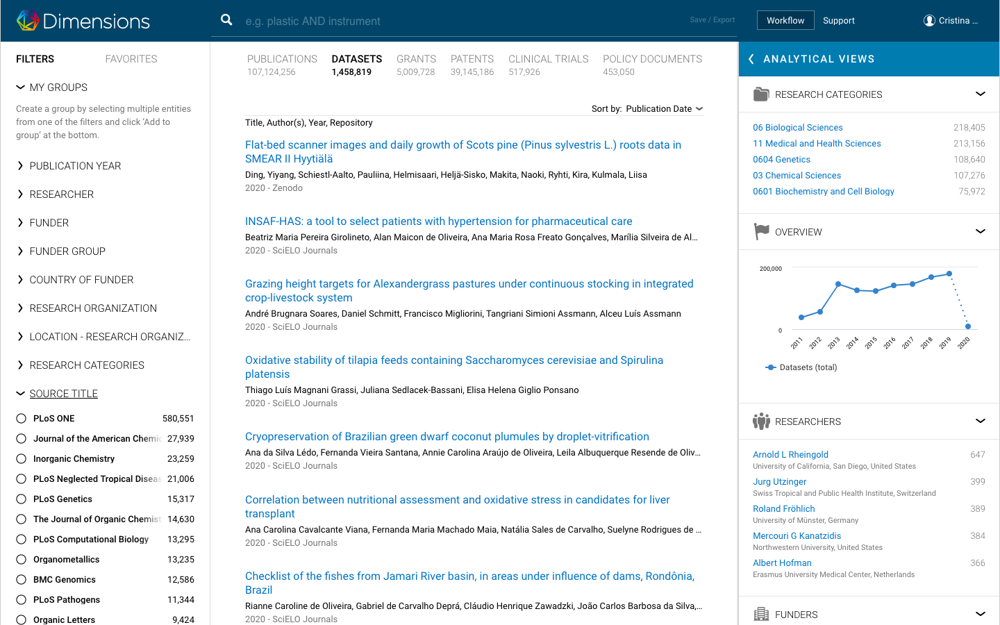 Dimensions
e.g. plastic AND instrument
Save / Export
Workflow
Support
Cristina ...
FILTERS
FAVORITES
MY GROUPS
Create a group by selecting multiple entities
from one of the filters and click ‘Add to
group’ at the bottom.
PUBLICATION YEAR
RESEARCHER
FUNDER
FUNDER GROUP
COUNTRY OF FUNDER
RESEARCH ORGANIZATION
LOCATION - RESEARCH ORGANIZ...
RESEARCH CATEGORIES
SOURCE TITLE
PLoS ONE 580,551
Journal of the American Chemic 27,939
Inorganic Chemistry 23,259
PLoS Neglected Tropical Diseas 21,006
PLoS Genetics 15,317
The Journal of Organic Chemist 14,630
PLoS Computational Biology 13,295
Organometallics 13,235
BMC Genomics 12,586
PLoS Pathogens 11,344
Organic Letters 9,424
PUBLICATIONS DATASETS GRANTS PATENTS CLINICAL TRIALS POLICY DOCUMENTS
107,124,256 1,458,819 5,009,728 39,145,186 517,926 453,050
Sort by: Publication Date
Title, Author(s), Year, Repository
Flat-bed scanner images and daily growth of Scots pine (Pinus sylvestris L.) roots data in
SMEAR II Hyytiälä
Ding, Yiyang, Schiestl-Aalto, Pauliina, Helmisaari, Heljä-Sisko, Makita, Naoki, Ryhti, Kira, Kulmala, Liisa
2020 - Zenodo
INSAF-HAS: a tool to select patients with hypertension for pharmaceutical care
Beatriz Maria Pereira Girolineto, Alan Maicon de Oliveira, Ana Maria Rosa Freato Gonçalves, Marília Silveira de Al...
2020 - SciELO Journals
Grazing height targets for Alexandergrass pastures under continuous stocking in integrated
crop-livestock system
André Brugnara Soares, Daniel Schmitt, Francisco Migliorini, Tangriani Simioni Assmann, Alceu Luís Assmann
2020 - SciELO Journals
Oxidative stability of tilapia feeds containing Saccharomyces cerevisiae and Spirulina
platensis
Thiago Luís Magnani Grassi, Juliana Sedlacek-Bassani, Elisa Helena Giglio Ponsano
2020 - SciELO Journals
Cryopreservation of Brazilian green dwarf coconut plumules by droplet-vitrification
Ana da Silva Lédo, Fernanda Vieira Santana, Annie Carolina Araújo de Oliveira, Leila Albuquerque Resende de Oliv...
2020 - SciELO Journals
Correlation between nutritional assessment and oxidative stress in candidates for liver
transplant
Ana Carolina Cavalcante Viana, Fernanda Maria Machado Maia, Natália Sales de Carvalho, Suelyne Rodrigues de ...
2020 - SciELO Journals
Checklist of the fishes from Jamari River basin, in areas under influence of dams, Rondônia,
Brazil
Rianne Caroline de Oliveira, Gabriel de Carvalho Deprá, Cláudio Henrique Zawadzki, João Carlos Barbosa da Silva,...
2020 - SciELO Journals
ANALYTICAL VIEWS
RESEARCH CATEGORIES
06 Biological Sciences 218,405
11 Medical and Health Sciences 213,156
0604 Genetics 108,640
03 Chemical Sciences 107,276
0601 Biochemistry and Cell Biology 75,972
OVERVIEW
200,000
0
2011 2012 2013 2014 2015 2016 2017 2018 2019 2020
Datasets (total)
RESEARCHERS
Arnold L Rheingold 647
University of California, San Diego, United States
Jurg Utzinger 399
Swiss Tropical and Public Health Institute, Switzerland
Roland Fröhlich 389
University of Münster, Germany
Mercouri G Kanatzidis 384
Northwestern University, United States
Albert Hofman 366
Erasmus University Medical Center, Netherlands
FUNDERS